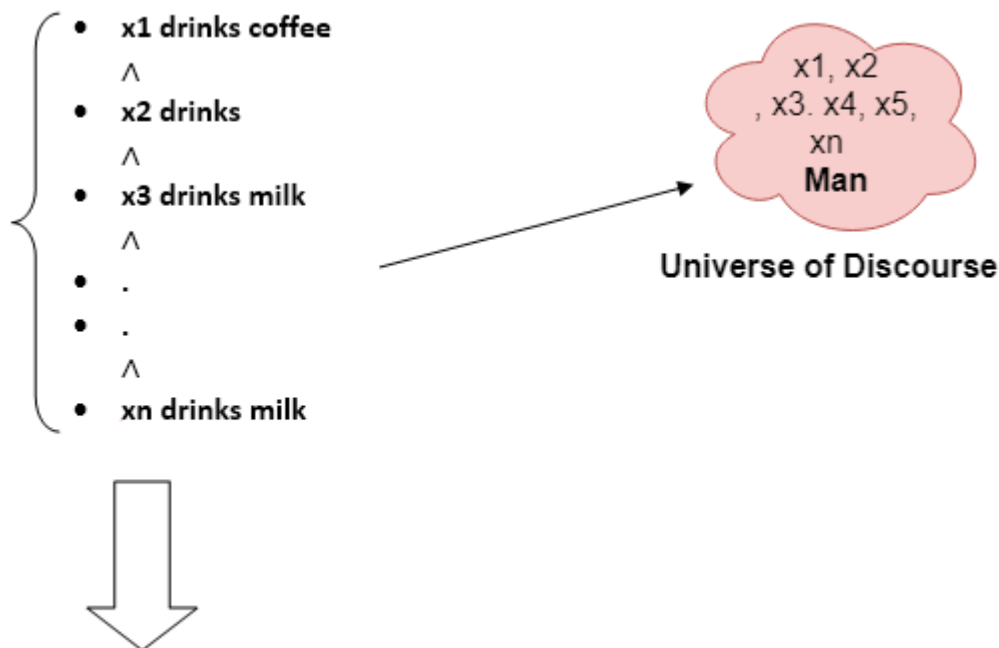 • x1 drinks coffee
∧
• x2 drinks
∧
• x3 drinks milk
∧
• .
• .
∧
• xn drinks milk
x1, x2
, x3. x4, x5,
xn
Man
Universe of Discourse